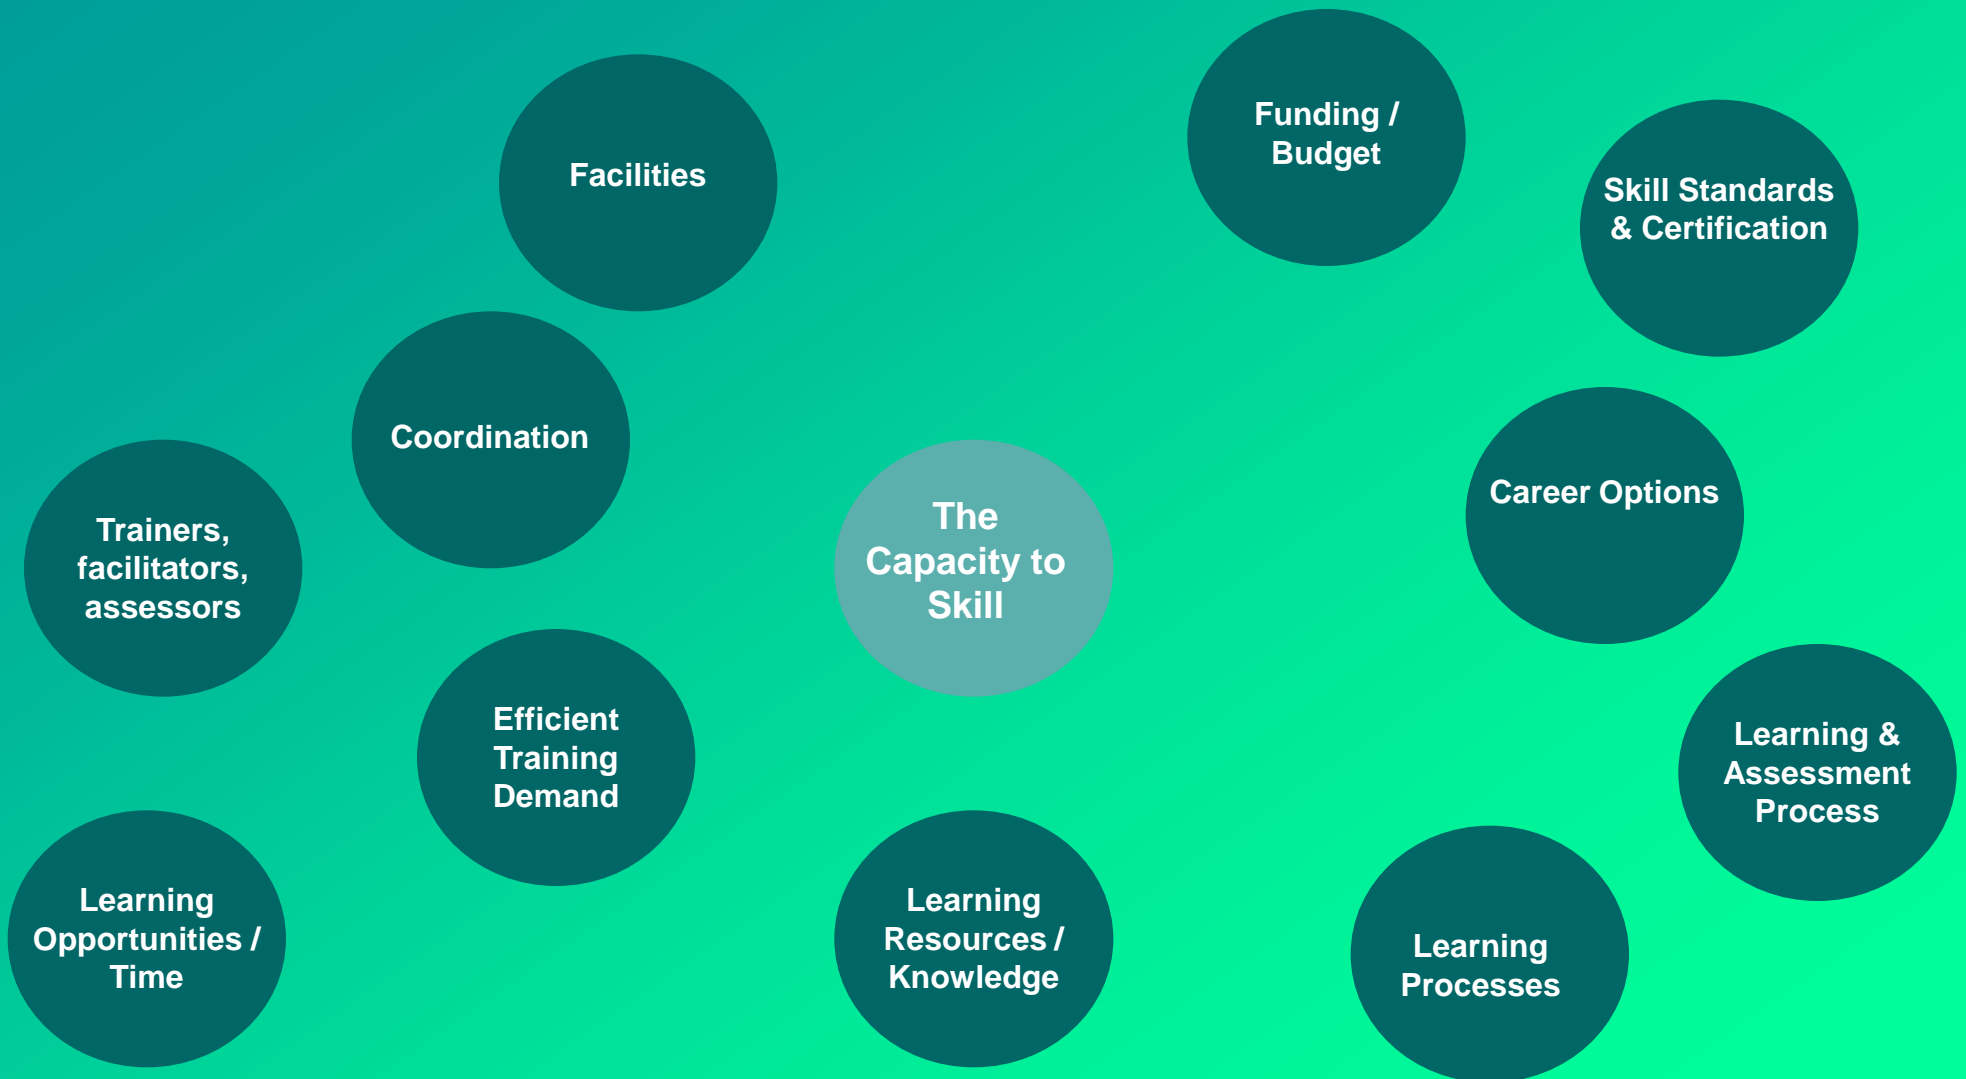 Funding /
Budget
Facilities
Skill Standards
& Certification
Coordination
Career Options
The
Capacity to
Skill
Trainers,
facilitators,
assessors
Efficient
Training
Demand
Learning &
Assessment
Process
Learning
Opportunities /
Time
Learning
Resources /
Knowledge
Learning
Processes